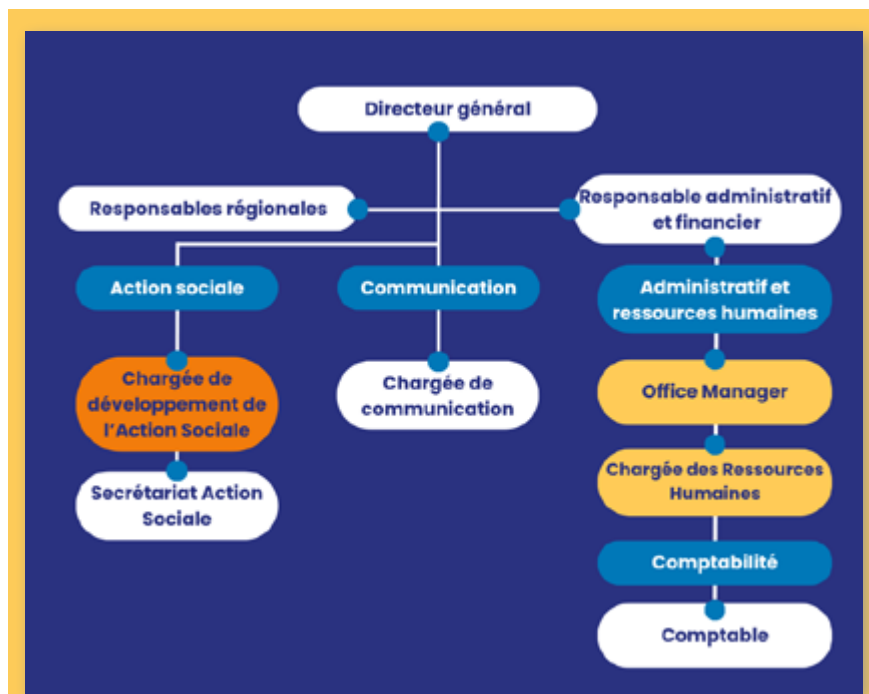 Directeur général
Responsables régionales
Responsable administratif
et financier
Action sociale
Communication
Administratif et
ressources humaines
Chargée de
développement de
l'Action Sociale
Chargée de
communication
Office Manager
Secrétariat Action
Sociale
Chargée des Ressources
Humaines
Comptabilité
Comptable